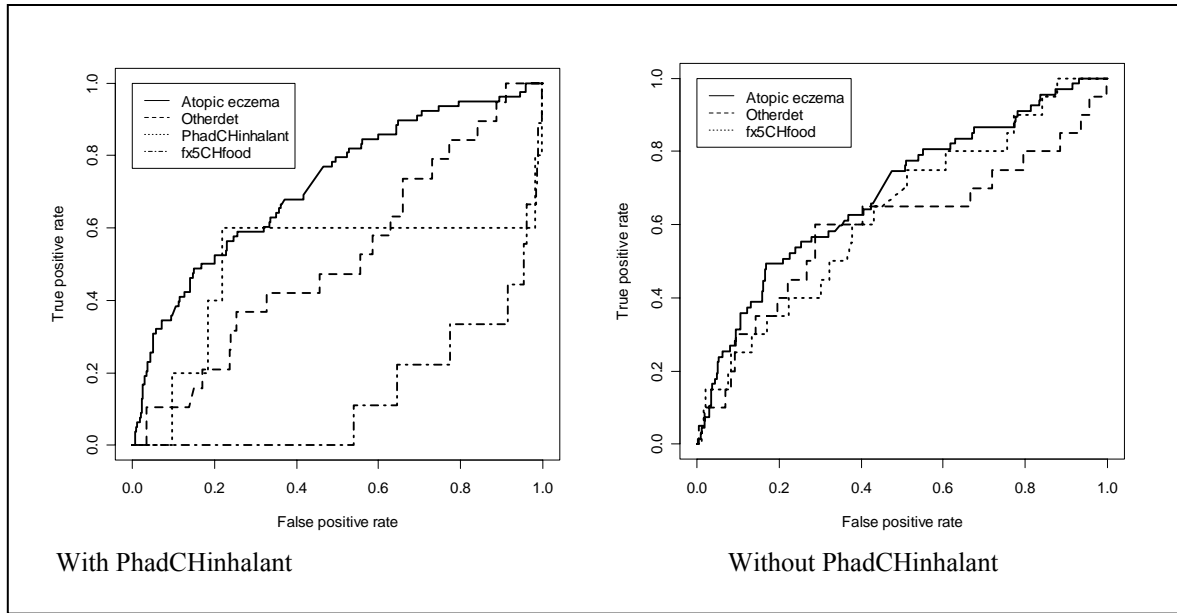 Atopic eczema
Otherdet
PhadCHinhalant
fx5CHfood
True positive rate
0.0 0.2 0.4 0.6 0.8 1.0
0.0 0.2 0.4 0.6 0.8 1.0
False positive rate
With PhadCHinhalant
Atopic eczema
Otherdet
fx5CHfood
True positive rate
0.0 0.2 0.4 0.6 0.8 1.0
0.0 0.2 0.4 0.6 0.8 1.0
False positive rate
Without PhadCHinhalant